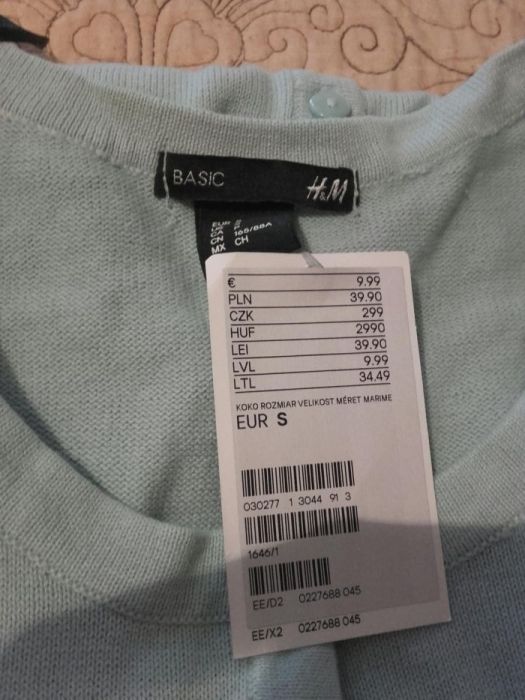 BASIC H&M
CN 165/88A
MX CH
€ 9.99
PLN 39.90
CZK 299
HUF 2990
LEI 39.90
LVL 9.99
LTL 34.49
KOKO ROZMIAR VELIKOST MÉRET MARIME
EUR S
030277 1 3044 91 3
1646/1
EE/D2 0227688 045
EE/X2 0227688 045